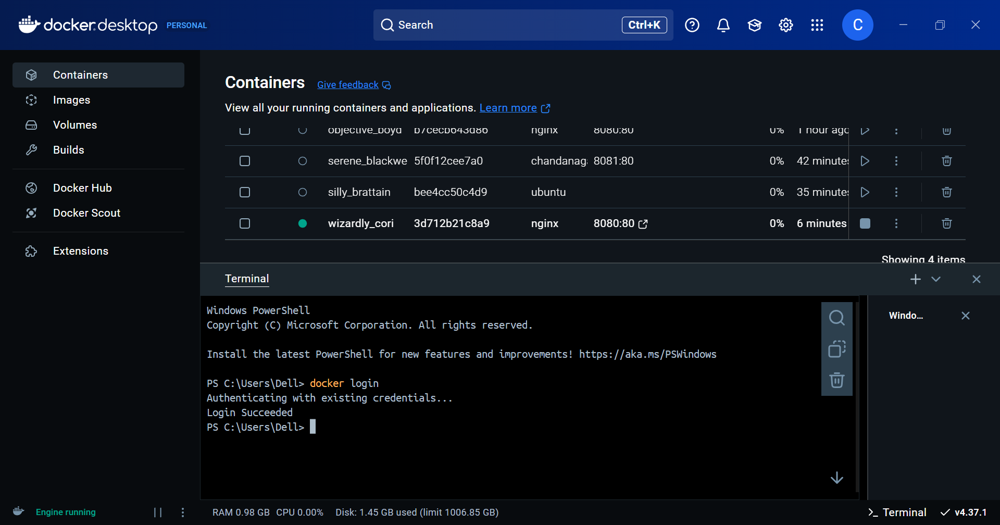 docker desktop PERSONAL
Search Ctrl+K
C
Containers
Images
Volumes
Builds
Docker Hub
Docker Scout
Extensions
Containers Give feedback
View all your running containers and applications. Learn more
objective_boyd b7cecb643d86 nginx 8080:80 0% 1 hour ago
serene_blackwe 5f0f12cee7a0 chandanag 8081:80 0% 42 minutes
silly_brattain bee4cc50c4d9 ubuntu 0% 35 minutes
wizardly_cori 3d712b21c8a9 nginx 8080:80 0% 6 minutes
Showing 4 items
Terminal
Windows PowerShell
Copyright (C) Microsoft Corporation. All rights reserved.
Install the latest PowerShell for new features and improvements! https://aka.ms/PSWindows
PS C:\Users\Dell> docker login
Authenticating with existing credentials...
Login Succeeded
PS C:\Users\Dell>
Windo...
Engine running
RAM 0.98 GB CPU 0.00% Disk: 1.45 GB used (limit 1006.85 GB)
Terminal v4.37.1